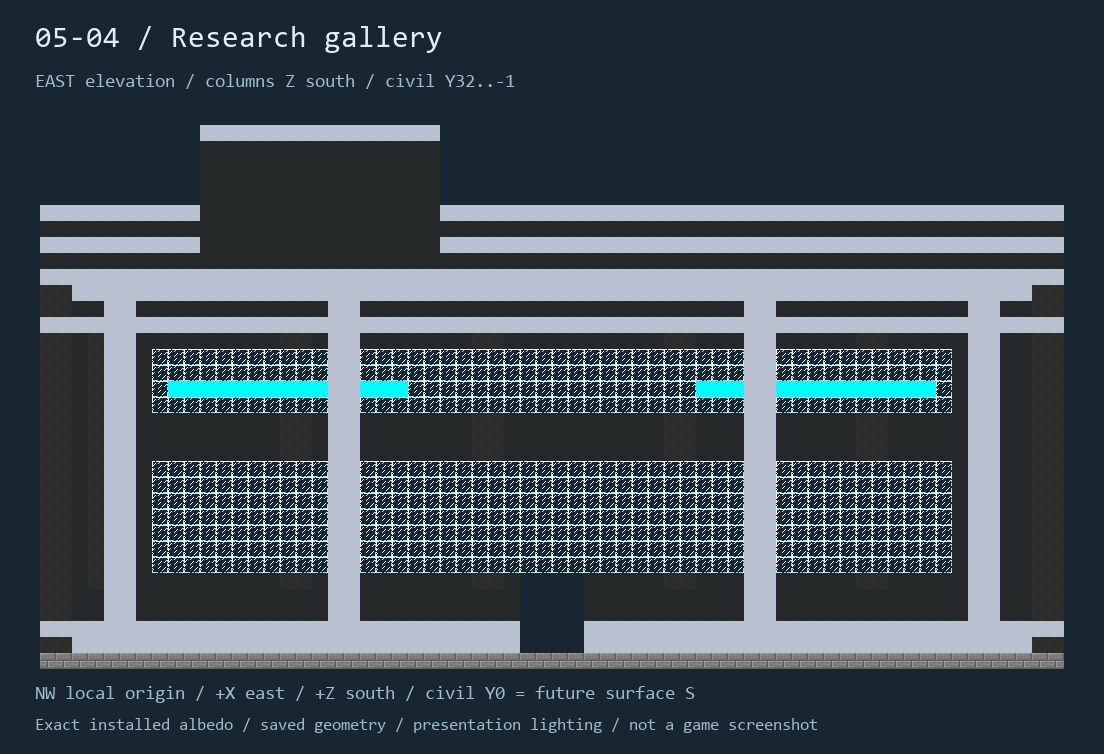 05-04 / Research gallery
EAST elevation / columns Z south / civil Y32..-1
NW local origin / +X east / +Z south / civil Y0 = future surface S
Exact installed albedo / saved geometry / presentation lighting / not a game screenshot